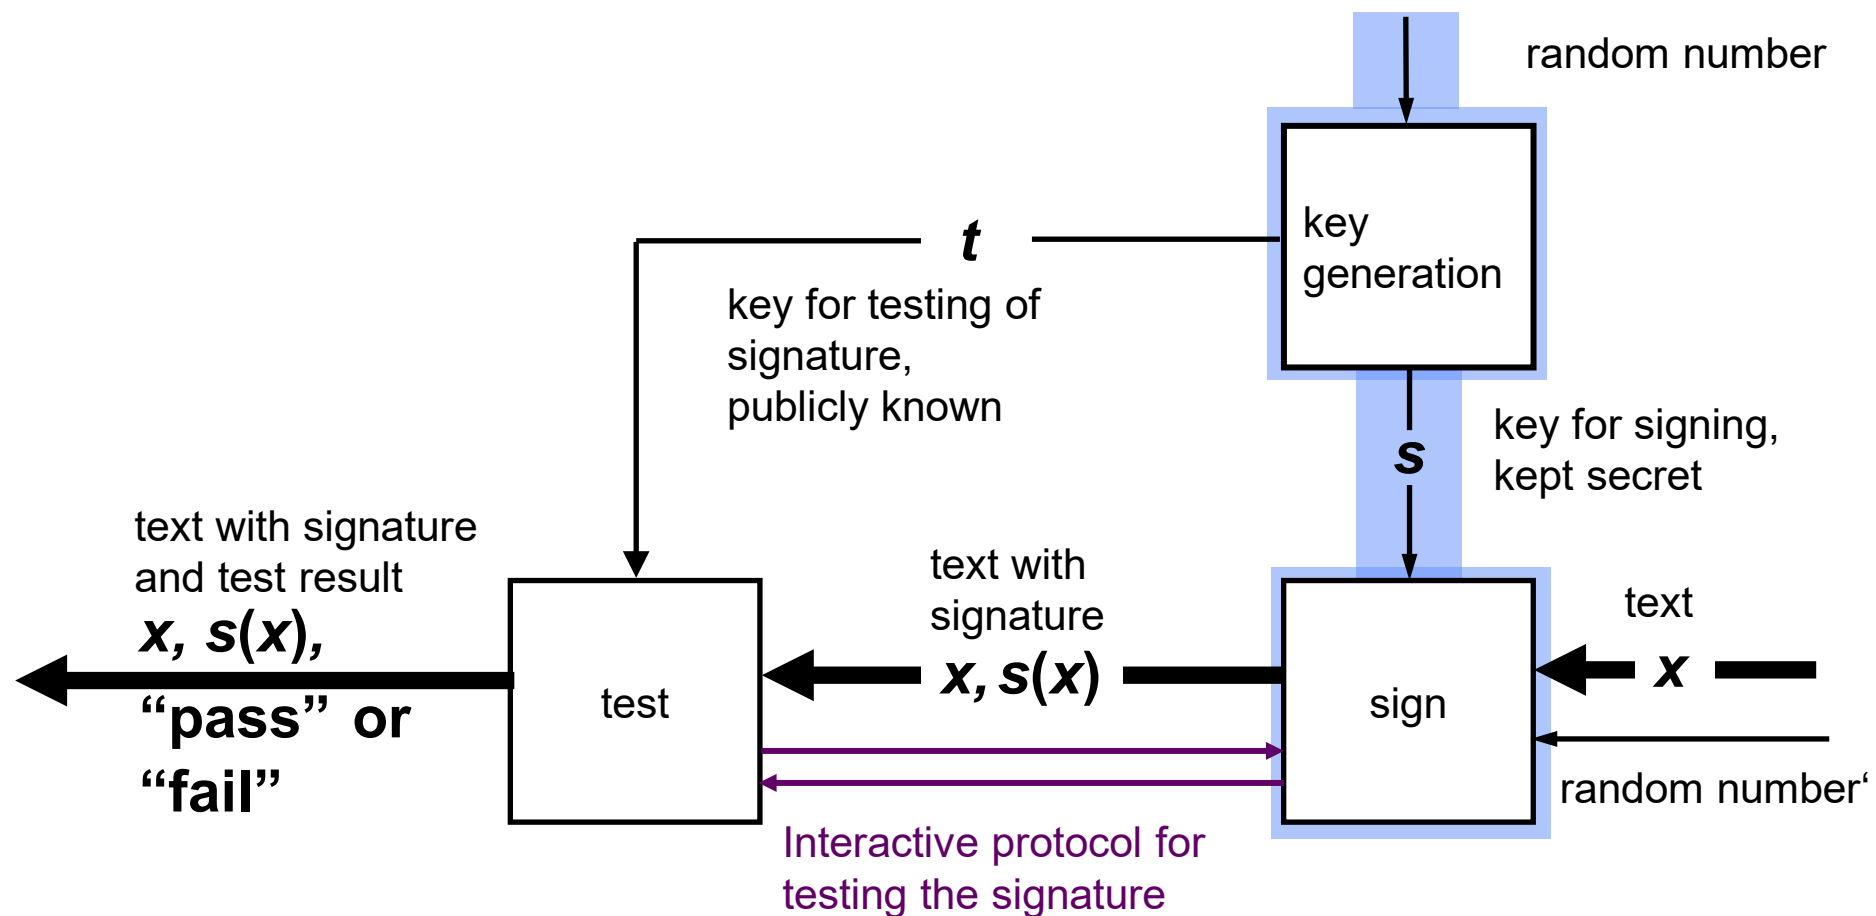 random number
key
generation
t
key for testing of
signature,
publicly known
s
key for signing,
kept secret
text with signature
and test result
x, s(x),
“pass” or
“fail”
test
text with
signature
x, s(x)
sign
text
x
random number‘
Interactive protocol for
testing the signature